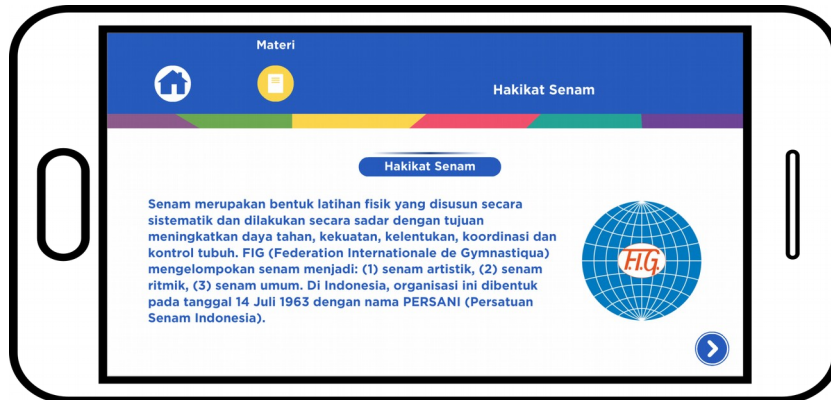 Materi
Hakikat Senam
Hakikat Senam
Senam merupakan bentuk latihan fisik yang disusun secara
sistematik dan dilakukan secara sadar dengan tujuan
meningkatkan daya tahan, kekuatan, kelentukan, koordinasi dan
kontrol tubuh. FIG (Federation Internationale de Gymnastiqua)
mengelompokan senam menjadi: (1) senam artistik, (2) senam
ritmik, (3) senam umum. Di Indonesia, organisasi ini dibentuk
pada tanggal 14 Juli 1963 dengan nama PERSANI (Persatuan
Senam Indonesia).
F.I.G.